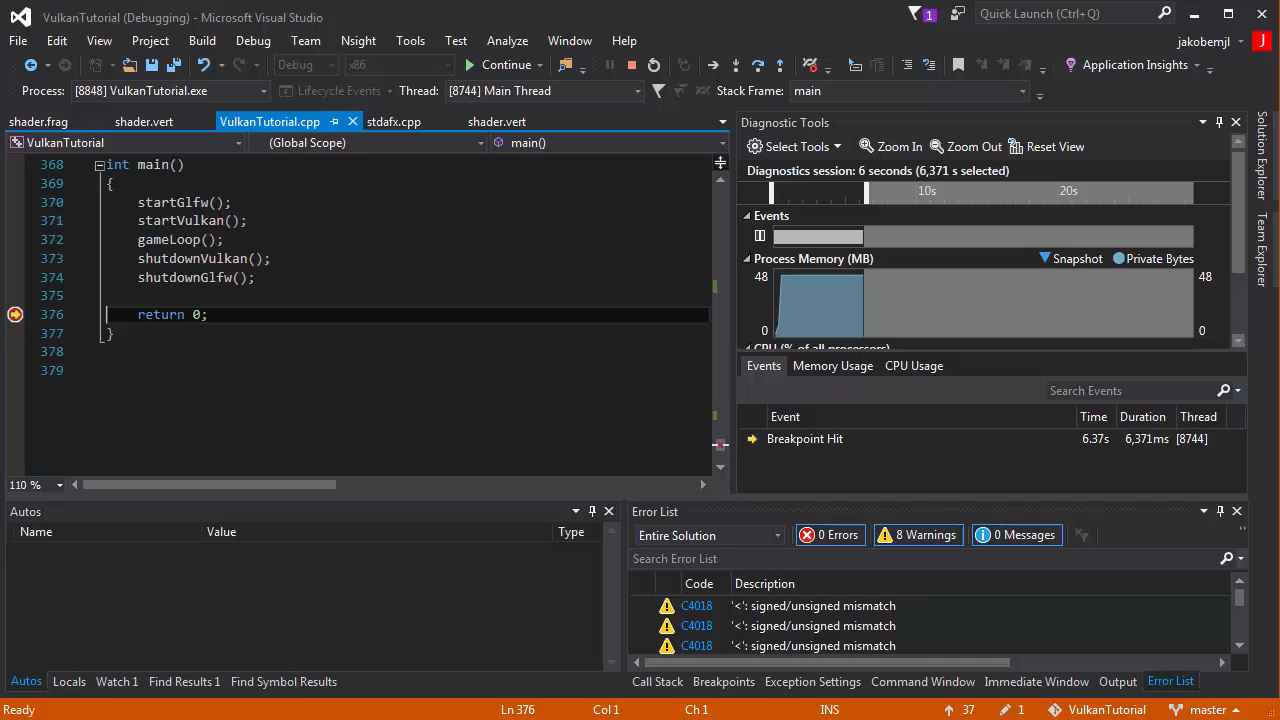 VulkanTutorial (Debugging) - Microsoft Visual Studio
1
Quick Launch (Ctrl+Q)
File Edit View Project Build Debug Team Nsight Tools Test Analyze Window Help
jakobemjl
J
Debug x86 Continue Application Insights
Process: [8848] VulkanTutorial.exe Lifecycle Events Thread: [8744] Main Thread Stack Frame: main
shader.frag shader.vert VulkanTutorial.cpp stdafx.cpp shader.vert
VulkanTutorial (Global Scope) main()
368 int main()
369 {
370 startGlfw();
371 startVulkan();
372 gameLoop();
373 shutdownVulkan();
374 shutdownGlfw();
375
376 return 0;
377 }
378
379
110 %
Diagnostic Tools
Select Tools Zoom In Zoom Out Reset View
Diagnostics session: 6 seconds (6,371 s selected)
10s 20s
Events
Process Memory (MB) Snapshot Private Bytes
48 48
0 0
CPU (% of all processors)
Events Memory Usage CPU Usage
Search Events
Event Time Duration Thread
Breakpoint Hit 6.37s 6,371ms [8744]
Solution Explorer
Team Explorer
Autos
Name Value Type
Error List
Entire Solution 0 Errors 8 Warnings 0 Messages
Search Error List
Code Description
C4018 '<': signed/unsigned mismatch
C4018 '<': signed/unsigned mismatch
C4018 '<': signed/unsigned mismatch
Autos Locals Watch 1 Find Results 1 Find Symbol Results
Call Stack Breakpoints Exception Settings Command Window Immediate Window Output Error List
Ready Ln 376 Col 1 Ch 1 INS 37 1 VulkanTutorial master